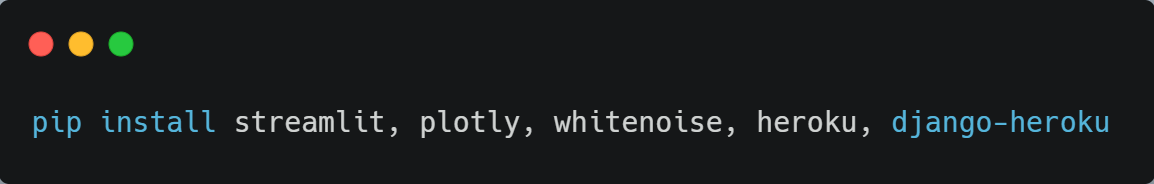 pip install streamlit, plotly, whitenoise, heroku, django-heroku